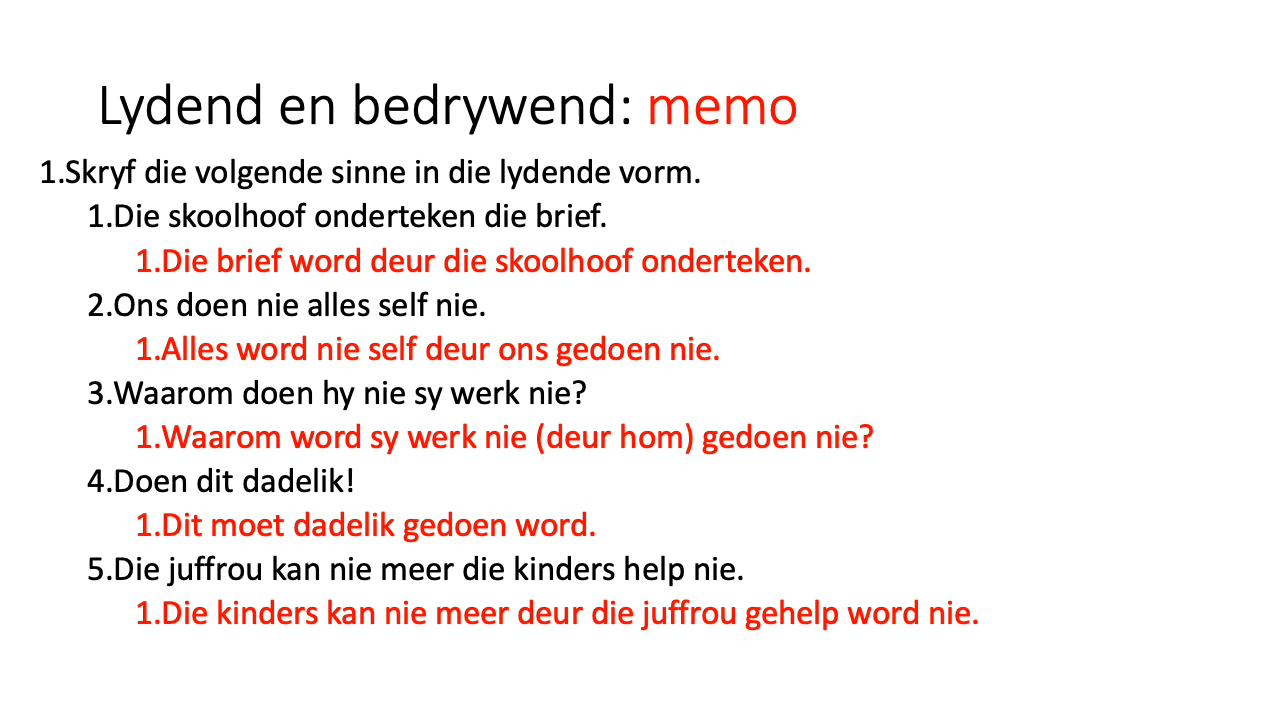 Lydend en bedrywend: memo
1.Skryf die volgende sinne in die lydende vorm.
1.Die skoolhoof onderteken die brief.
1.Die brief word deur die skoolhoof onderteken.
2.Ons doen nie alles self nie.
1.Alles word nie self deur ons gedoen nie.
3.Waarom doen hy nie sy werk nie?
1.Waarom word sy werk nie (deur hom) gedoen nie?
4.Doen dit dadelik!
1.Dit moet dadelik gedoen word.
5.Die juffrou kan nie meer die kinders help nie.
1.Die kinders kan nie meer deur die juffrou gehelp word nie.